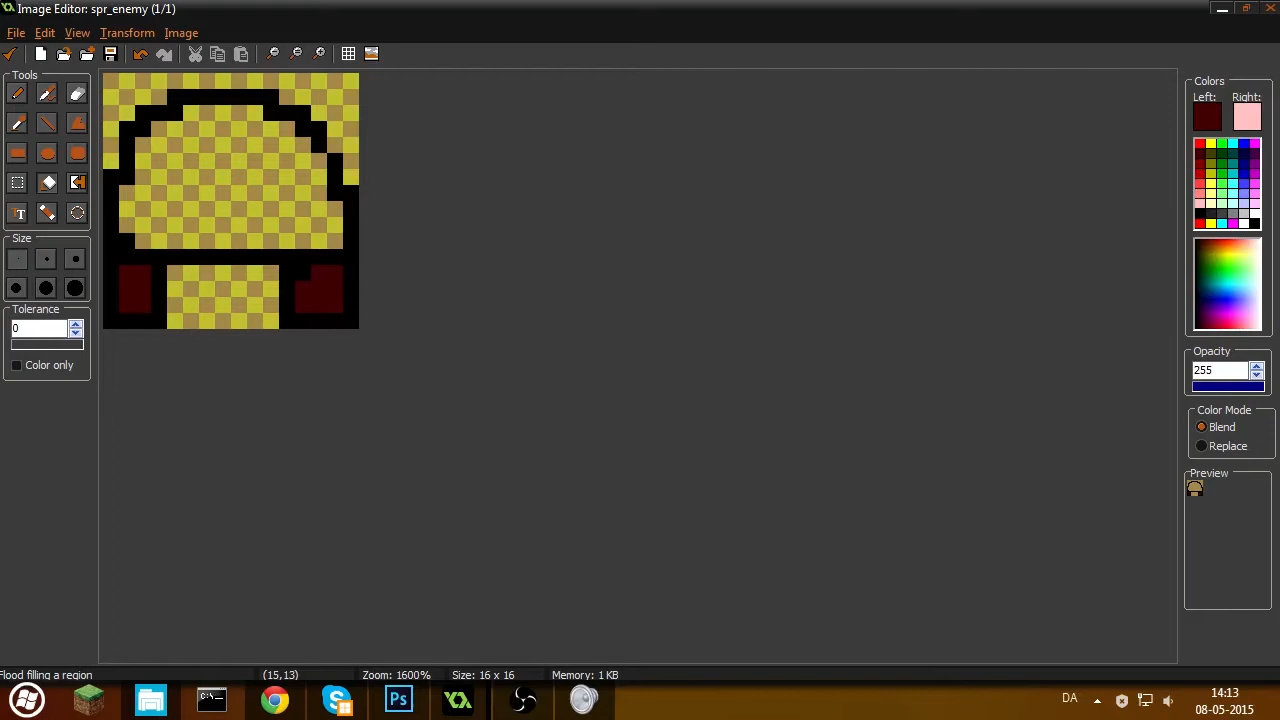 Image Editor: spr_enemy (1/1)
File Edit View Transform Image
Tools
TT
Size
Tolerance
0
Color only
Colors
Left: Right:
Opacity
255
Color Mode
Blend
Replace
Preview
Flood filling a region (15,13) Zoom: 1600% Size: 16 x 16 Memory: 1 KB
C:\.
S
Ps
DA
14:13
08-05-2015